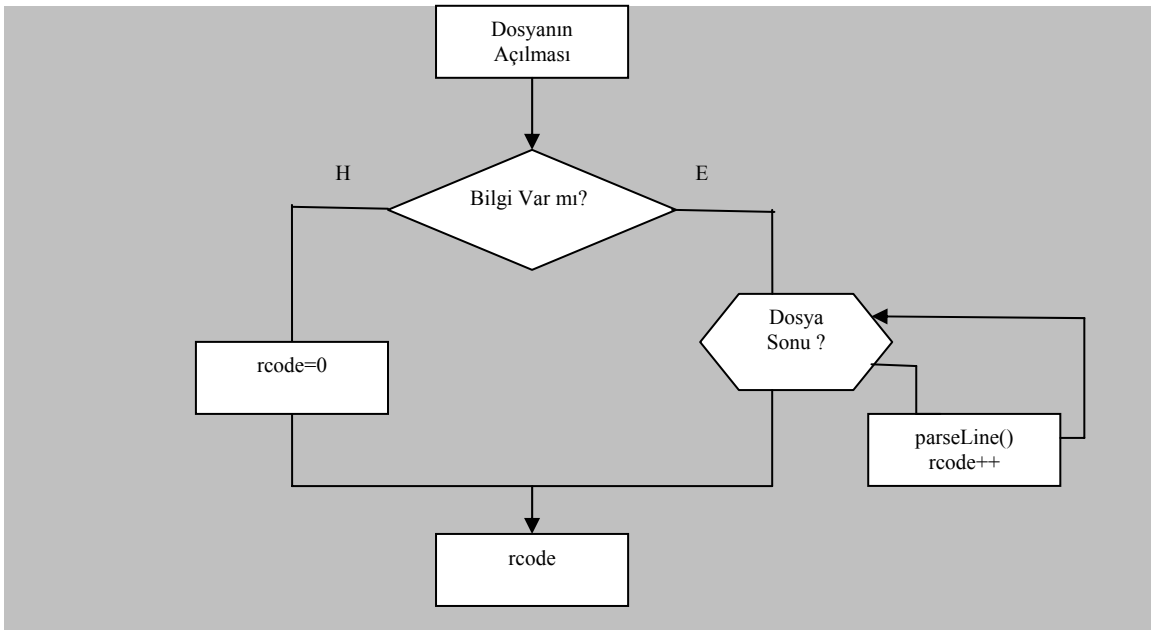 Dosyanın
Açılması
H
E
Bilgi Var mı?
Dosya
Sonu ?
rcode=0
parseLine()
rcode++
rcode